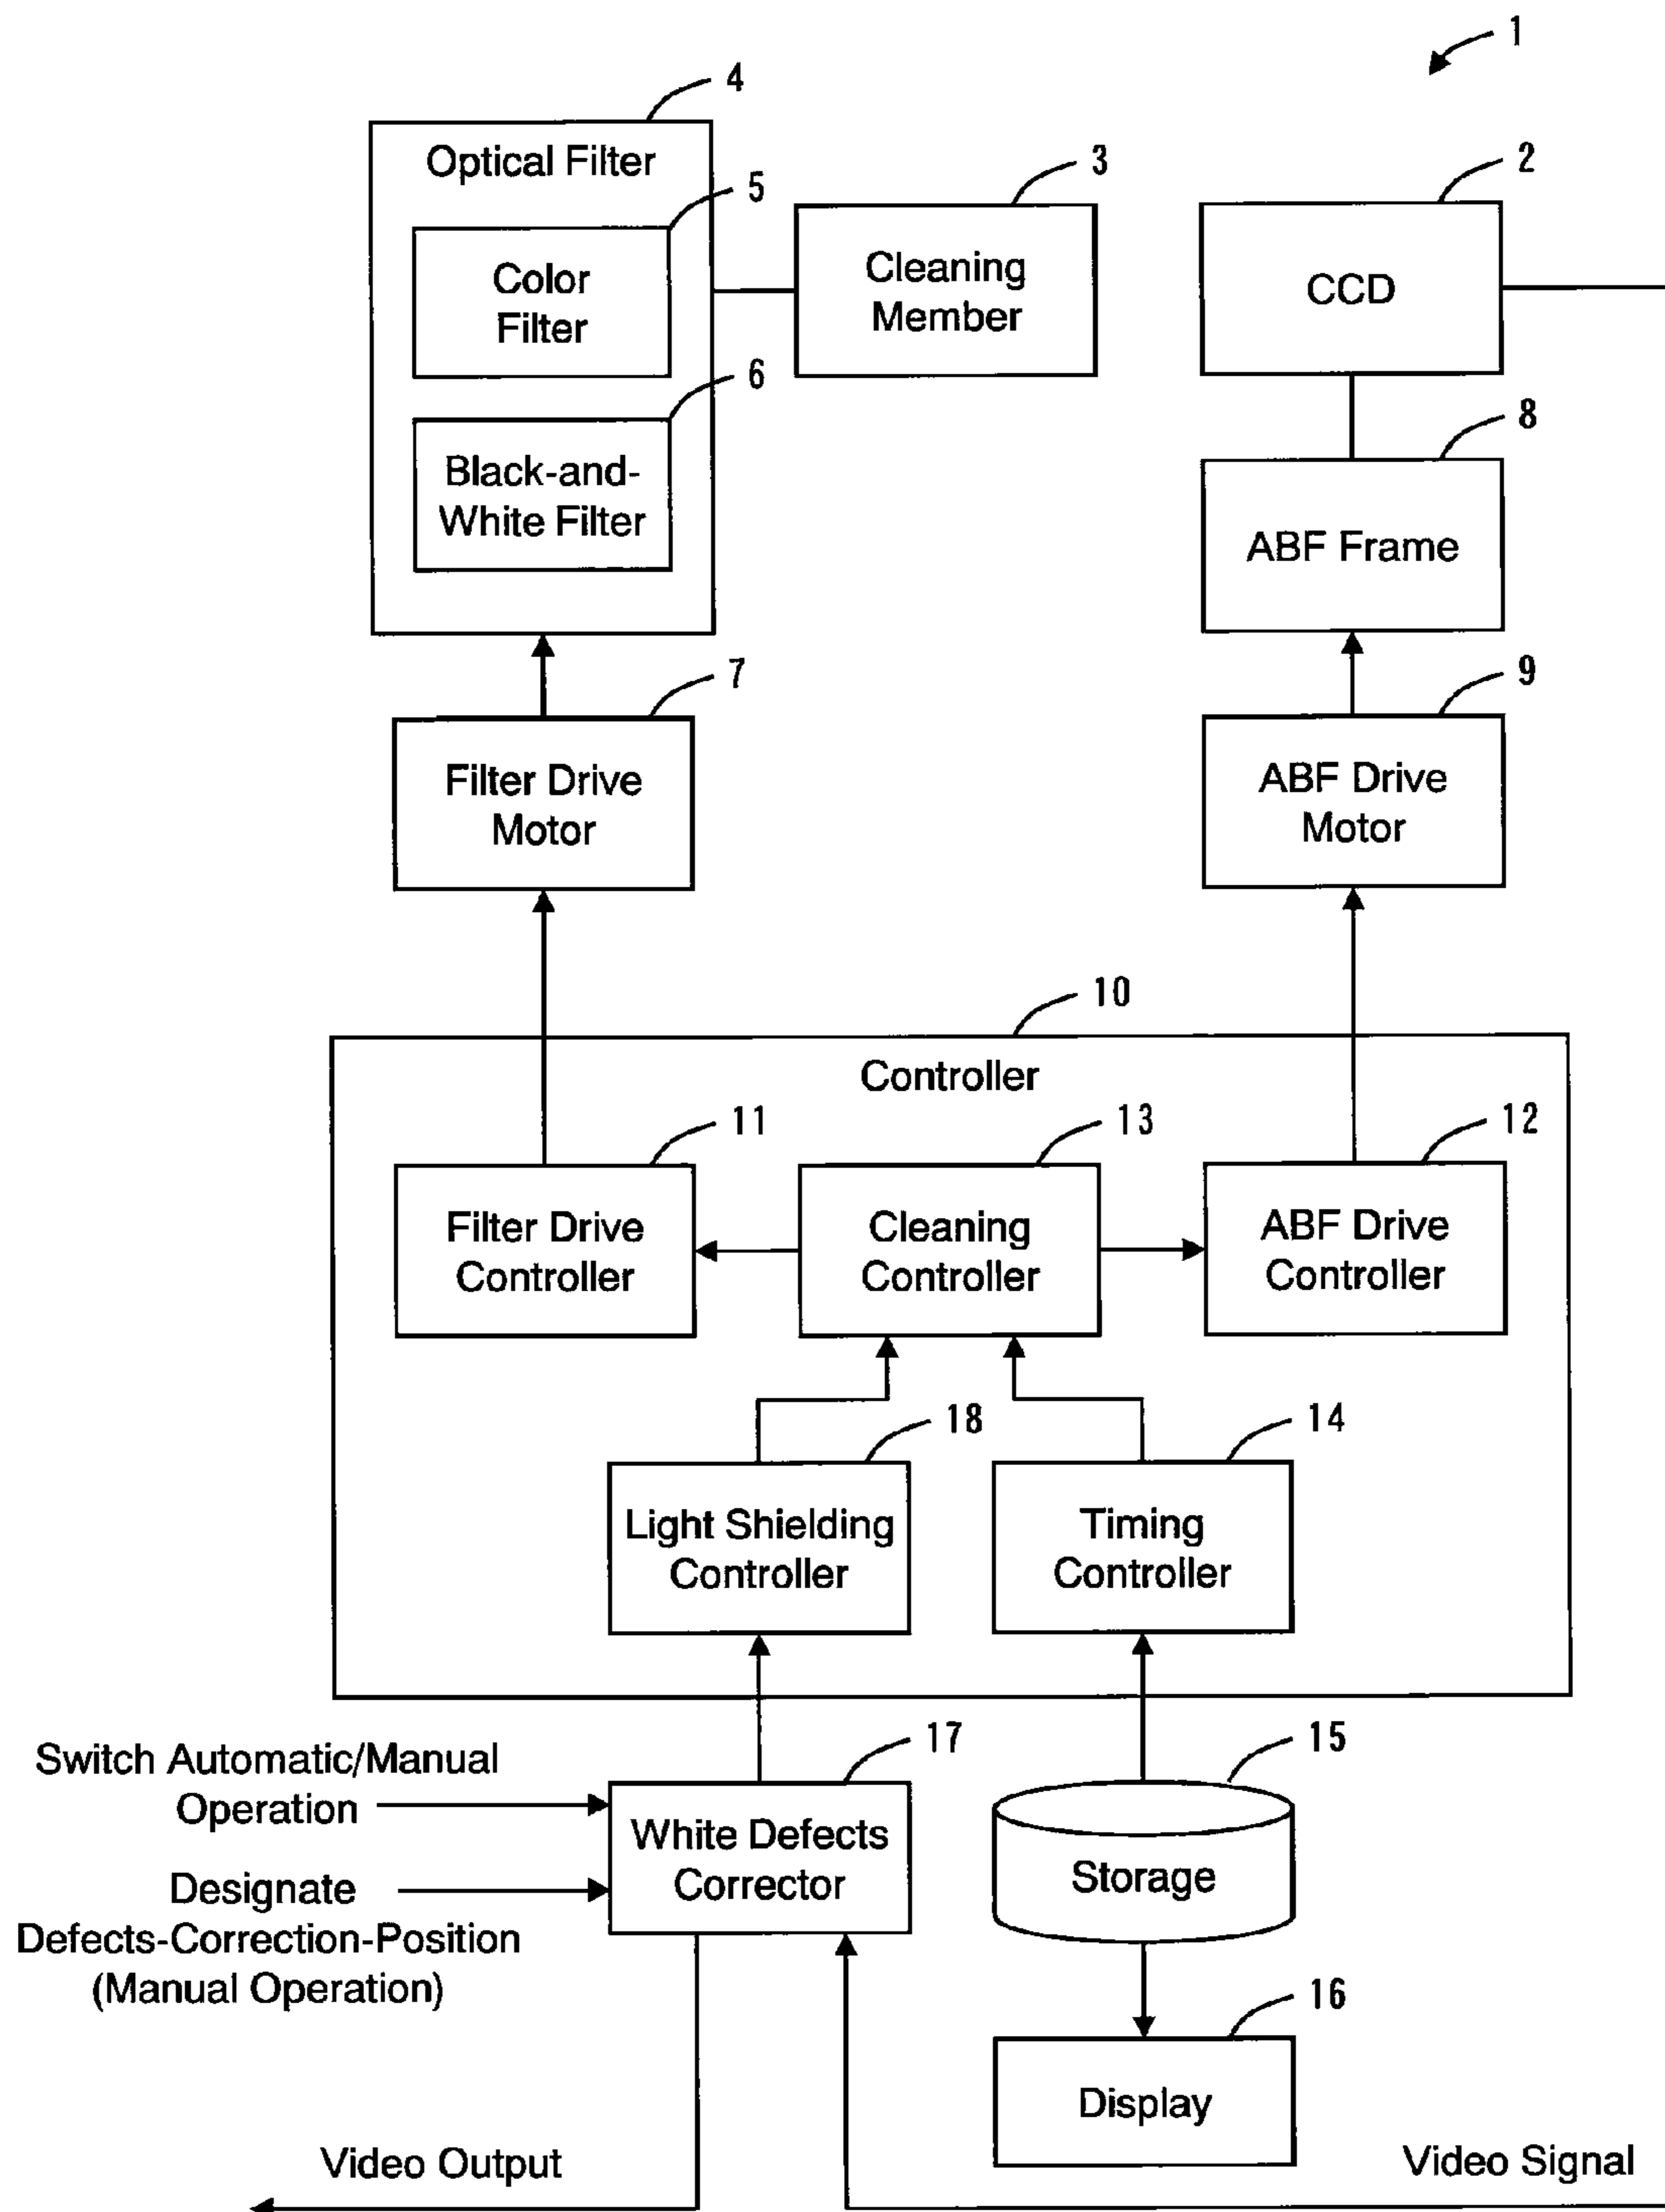 1
4
Optical Filter
5
Color
Filter
6
Black-and-
White Filter
3
Cleaning
Member
2
CCD
8
ABF Frame
7
Filter Drive
Motor
9
ABF Drive
Motor
10
Controller
11
Filter Drive
Controller
13
Cleaning
Controller
12
ABF Drive
Controller
18
Light Shielding
Controller
14
Timing
Controller
Switch Automatic/Manual
Operation
Designate
Defects-Correction-Position
(Manual Operation)
17
White Defects
Corrector
15
Storage
16
Display
Video Output
Video Signal